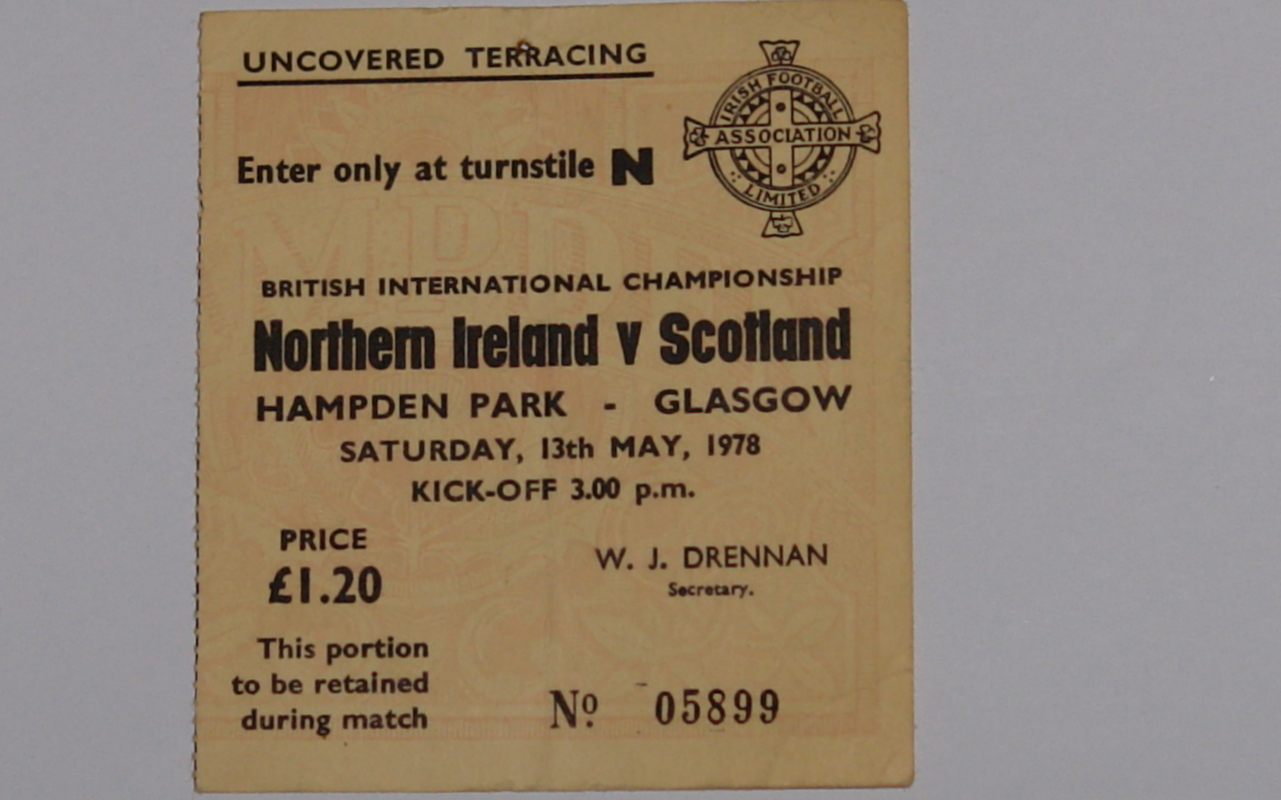 UNCOVERED TERRACING
IRISH FOOTBALL
ASSOCIATION
LIMITED
Enter only at turnstile N
BRITISH INTERNATIONAL CHAMPIONSHIP
Northern Ireland v Scotland
HAMPDEN PARK - GLASGOW
SATURDAY, 13th MAY, 1978
KICK-OFF 3.00 p.m.
PRICE
£1.20
W. J. DRENNAN
Secretary.
This portion
to be retained
during match
Nº 05899